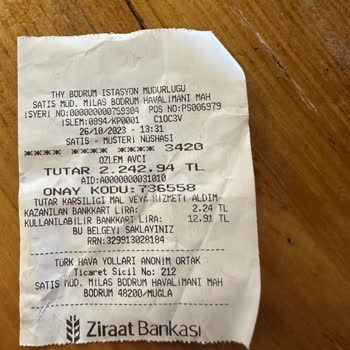 THY BODRUM ISTASYON MUDURLUGU
SATIS MUD. MILAS BODRUM HAVALIMANI MAH
ISYERI NO:000000000759304 POS NO:PS006979
ISLEM:0894/KP0001 C10C3V
26/10/2023 - 13:31
SATIS - MUSTERI NUSHASI
**** **** **** 3420
OZLEM AVCI
TUTAR 2.242,94 TL
AID:A0000000031010
ONAY KODU:736558
TUTAR KARSILIGI MAL VEYA HIZMETI ALDIM
KAZANILAN BANKKART LIRA: 2.24 TL
KULLANILABILIR BANKKART LIRA: 12.91 TL
BU BELGEYI SAKLAYINIZ
RRN:329913028184
TURK HAVA YOLLARI ANONIM ORTAK
Ticaret Sicil No: 212
SATIS MUD. MILAS BODRUM HAVALIMANI MAH
BODRUM 48200/MUGLA
Ziraat Bankası